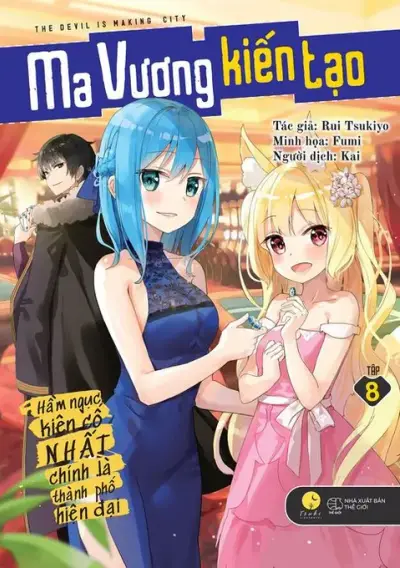 THE DEVIL IS MAKING CITY
Ma Vương kiến tạo
Tác giả: Rui Tsukiyo
Minh họa: Fumi
Người dịch: Kai
TẬP
8
Hầm ngục
kiên cố
NHẤT
chính là
thành phố
hiện đại
Tsuki
NHÀ XUẤT BẢN
THẾ GIỚI